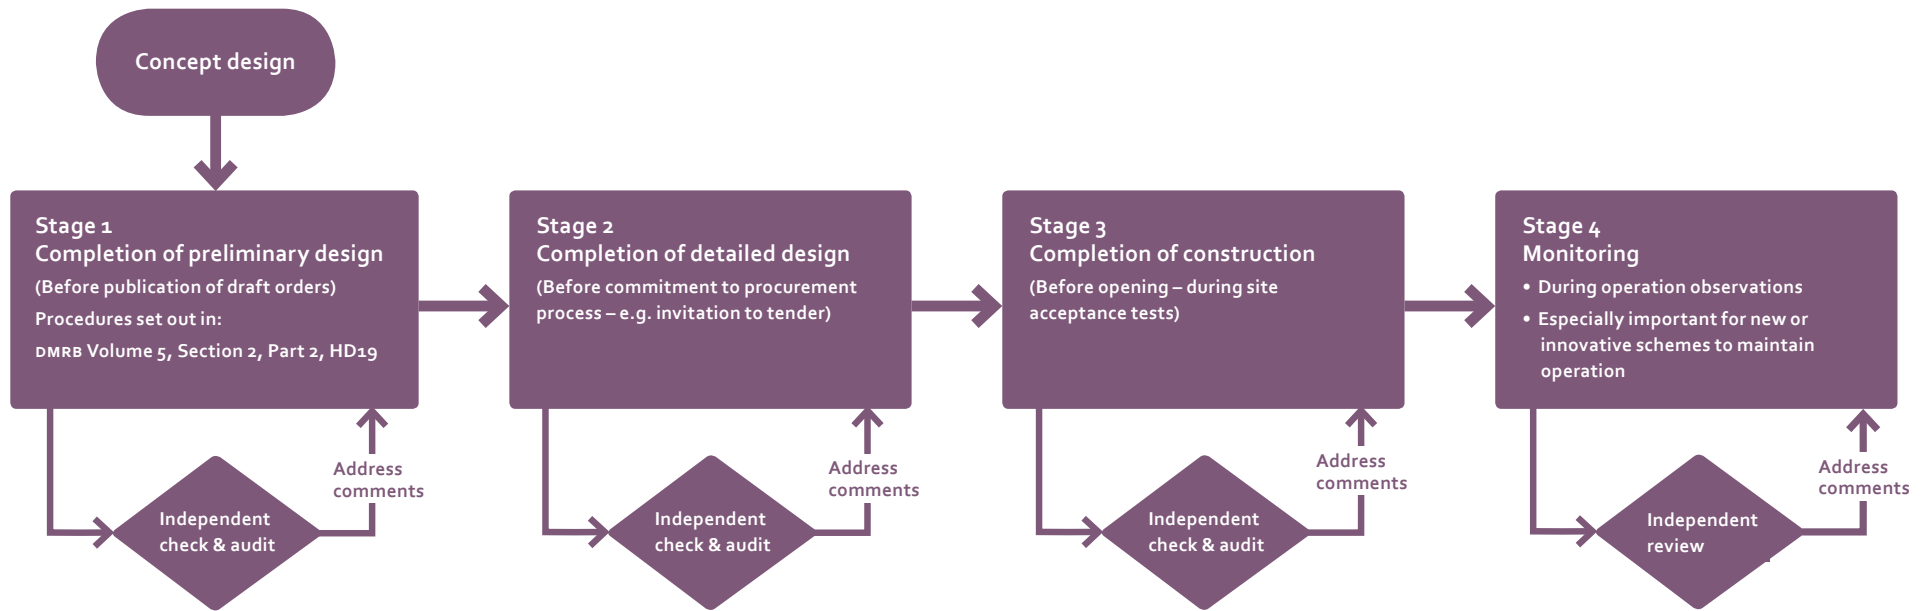 Concept design
Stage 1
Completion of preliminary design
(Before publication of draft orders)
Procedures set out in:
DMRB Volume 5, Section 2, Part 2, HD19
Stage 2
Completion of detailed design
(Before commitment to procurement
process – e.g. invitation to tender)
Stage 3
Completion of construction
(Before opening – during site
acceptance tests)
Stage 4
Monitoring
• During operation observations
• Especially important for new or
innovative schemes to maintain
operation
Independent
check & audit
Address
comments
Independent
check & audit
Address
comments
Independent
check & audit
Address
comments
Independent
review
Address
comments